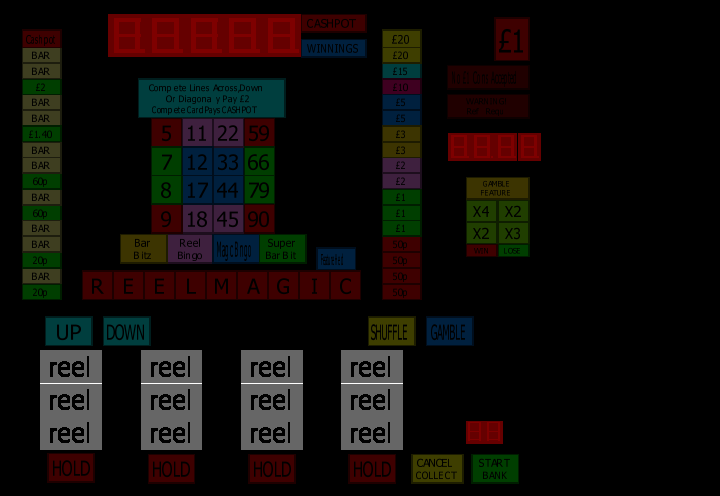 CASHPOT
WINNINGS
Cashpot
BAR
BAR
£2
BAR
BAR
£1.40
BAR
BAR
60p
BAR
60p
BAR
BAR
20p
BAR
20p
Complete Lines Across,Down
Or Diagonaly Pay £2
Complete Card Pays CASHPOT
5 11 22 59
7 12 33 66
8 17 44 79
9 18 45 90
Bar Blitz
Reel Bingo
Magic Bingo
Super Bar Blit
REELMAGIC
£20
£20
£15
£10
£5
£5
£3
£3
£2
£2
£1
£1
£1
50p
50p
50p
50p
£1
GAMBLE
FEATURE
X4 X2
X2 X3
WIN LOSE
UP DOWN
SHUFFLE GAMBLE
reel reel reel reel
reel reel reel reel
reel reel reel reel
HOLD HOLD HOLD HOLD
CANCEL
COLLECT
START
BANK